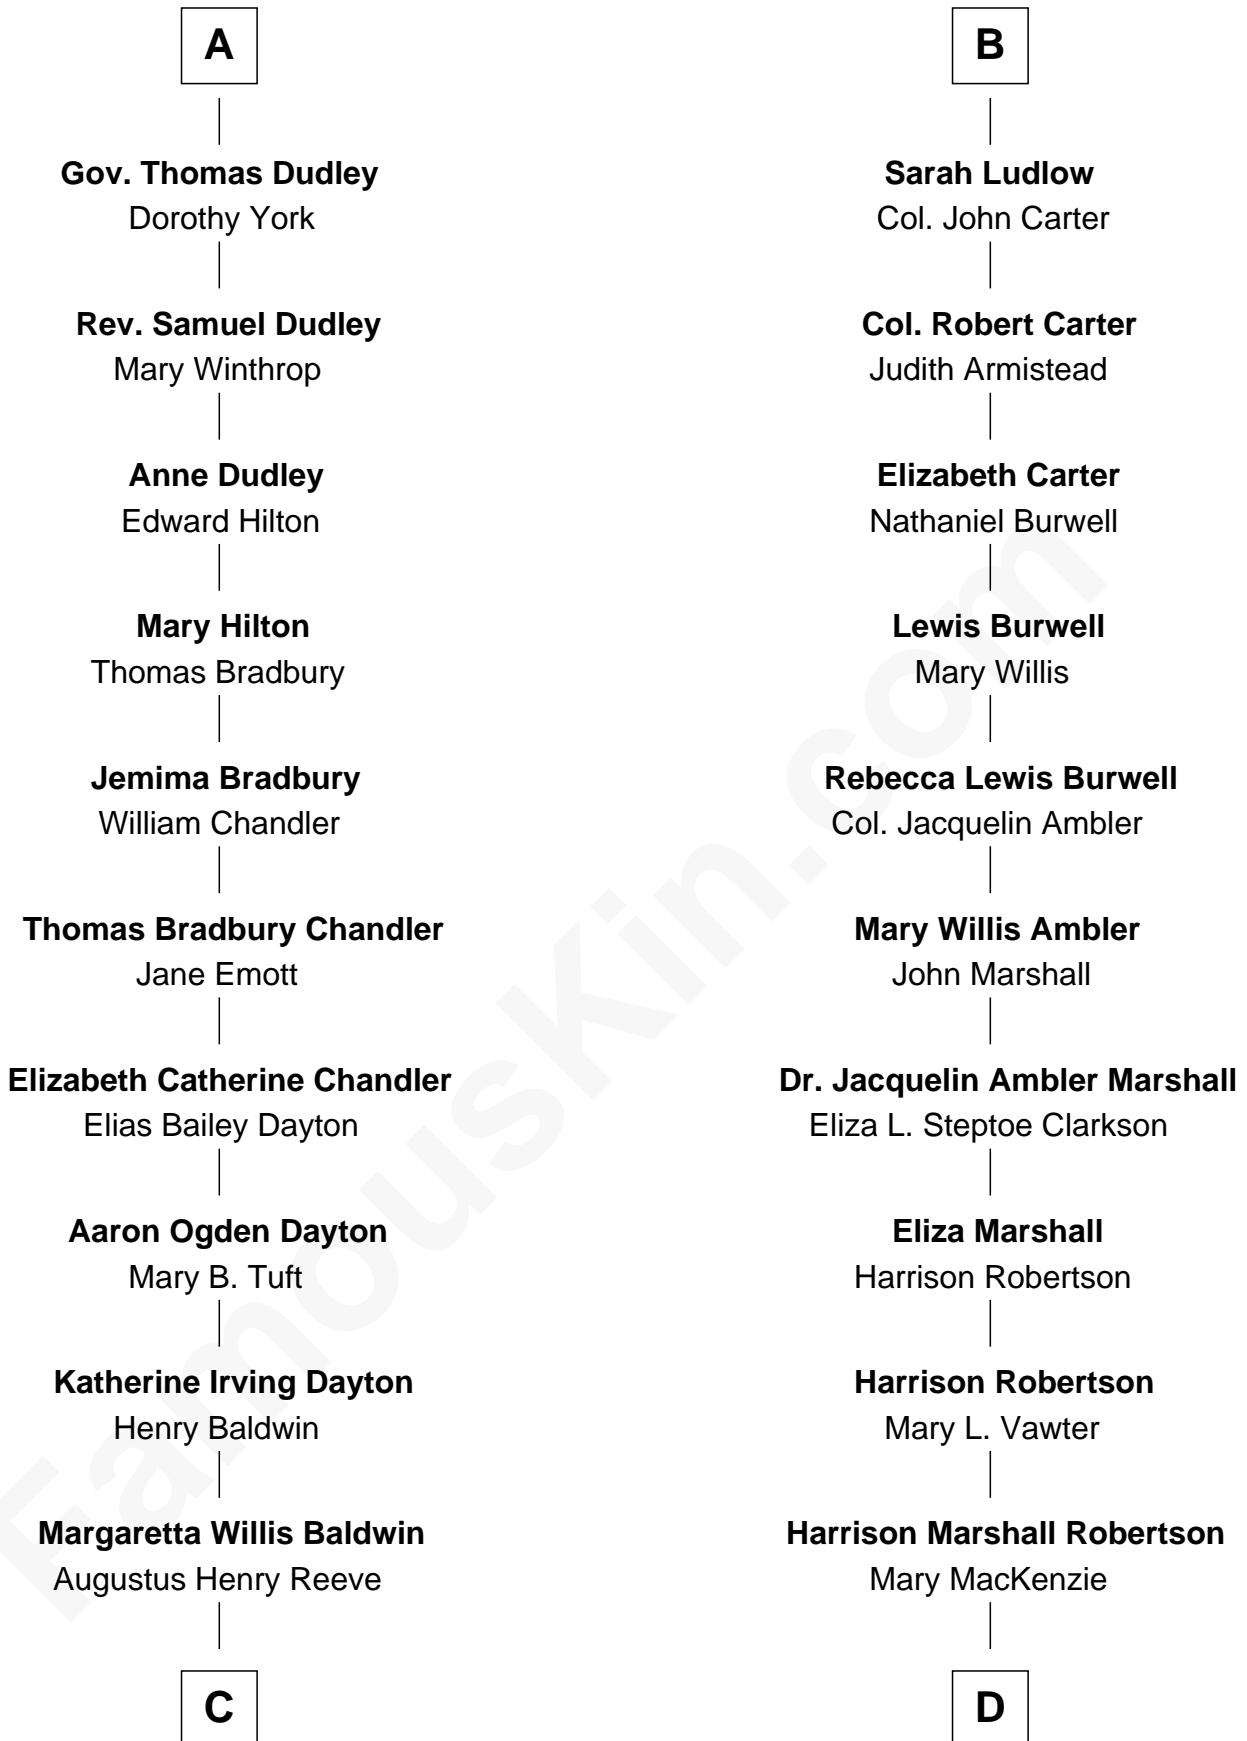 A
Gov. Thomas Dudley
Dorothy York
Rev. Samuel Dudley
Mary Winthrop
Anne Dudley
Edward Hilton
Mary Hilton
Thomas Bradbury
Jemima Bradbury
William Chandler
Thomas Bradbury Chandler
Jane Emott
Elizabeth Catherine Chandler
Elias Bailey Dayton
Aaron Ogden Dayton
Mary B. Tuft
Katherine Irving Dayton
Henry Baldwin
Margaretta Willis Baldwin
Augustus Henry Reeve
C
B
Sarah Ludlow
Col. John Carter
Col. Robert Carter
Judith Armistead
Elizabeth Carter
Nathaniel Burwell
Lewis Burwell
Mary Willis
Rebecca Lewis Burwell
Col. Jacquelin Ambler
Mary Willis Ambler
John Marshall
Dr. Jacquelin Ambler Marshall
Eliza L. Steptoe Clarkson
Eliza Marshall
Harrison Robertson
Harrison Robertson
Mary L. Vawter
Harrison Marshall Robertson
Mary MacKenzie
D
FamousKin.com